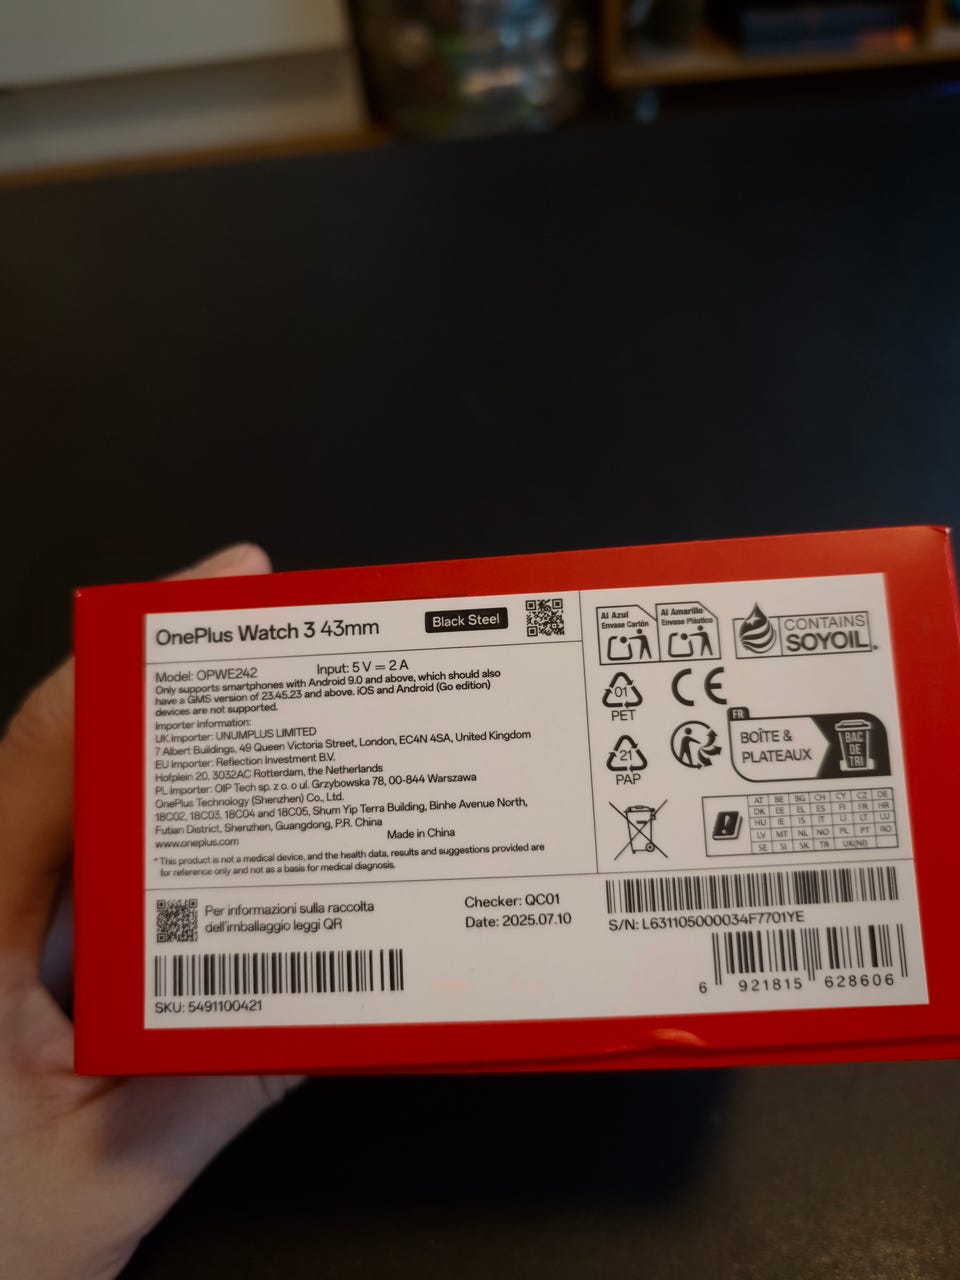 OnePlus Watch 3 43mm
Black Steel
Model: OPWE242
Input: 5 V = 2 A
Only supports smartphones with Android 9.0 and above, which should also
have a GMS version of 23.45.23 and above. iOS and Android (Go edition)
devices are not supported.
Importer Information:
UK Importer: UNUMPLUS LIMITED
7 Albert Buildings, 49 Queen Victoria Street, London, EC4N 4SA, United Kingdom
EU Importer: Reflection Investment B.V.
Hofplein 20, 3032AC Rotterdam, the Netherlands
PL Importer: OIP Tech sp. z o. o ul. Grzybowska 78, 00-844 Warszawa
OnePlus Technology (Shenzhen) Co., Ltd.
18C02, 18C03, 18C04 and 18C05, Shum Yip Terra Building, Binhe Avenue North,
Futian District, Shenzhen, Guangdong, P.R. China
www.oneplus.com
Made in China
* This product is not a medical device, and the health data, results and suggestions provided are
for reference only and not as a basis for medical diagnosis.
Al Azul
Envase Cartón
Al Amarillo
Envase Plástico
CONTAINS
SOYOIL®
01
PET
CE
21
PAP
FR
BOÎTE &
PLATEAUX
BAC
DE
TRI
AT BE BG CH CY CZ DE
DK EE EL ES FI FR HR
HU IE IS IT LI LT LU
LV MT NL NO PL PT RO
SE SI SK TR UK(NI)
Per informazioni sulla raccolta
dell'imballaggio leggi QR
Checker: QC01
Date: 2025.07.10
SKU: 5491100421
S/N: L631105000034F7701YE
6 921815 628606